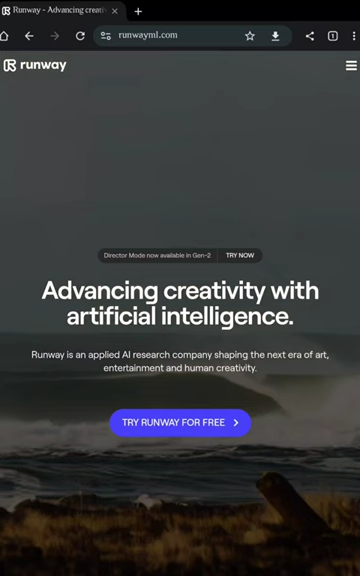 Runway - Advancing creativ
runwayml.com
1
runway
Director Mode now available in Gen-2 TRY NOW
Advancing creativity with
artificial intelligence.
Runway is an applied AI research company shaping the next era of art,
entertainment and human creativity.
TRY RUNWAY FOR FREE